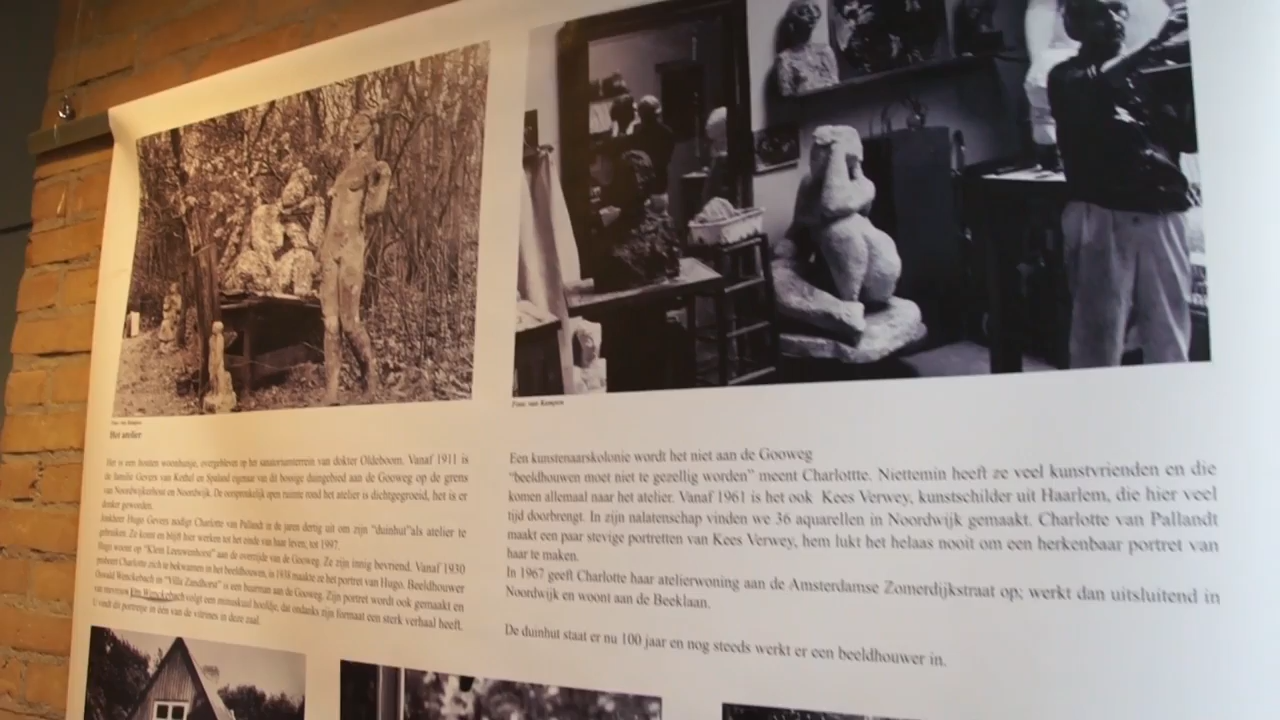 Foto: van Kempen
Het atelier
Hier is een houten woonhuisje, overgebleven op het sanatoriumterrein van dokter Oldeboom. Vanaf 1911 is
de familie Gevers van Kethel en Spaland eigenaar van dit bosrijke duingebied aan de Gooweg op de grens
van Noordwijkerhout en Noordwijk. De oorspronkelijk open ruimte rond het atelier is dichtgegroeid, het is er
donker geworden.
Jonkheer Hugo Gevers nodigt Charlotte van Pallandt in de jaren dertig uit om zijn "duinhut"als atelier te
gebruiken. Ze komt en blijft hier werken tot het einde van haar leven, tot 1997.
Hugo woont op "Klein Leeuwenhorst" aan de overzijde van de Gooweg. Ze zijn innig bevriend. Vanaf 1930
probeert Charlotte zich te bekwamen in het beeldhouwen, in 1938 maakte ze het portret van Hugo. Beeldhouwer
Oswald Wenckebach in "Villa Zandhorst" is een buurman aan de Gooweg. Zijn portret wordt ook gemaakt en
van mevrouw Wenckebach volgt een minuskuul hoofdje, dat ondanks zijn formaat een sterk verhaal heeft.
U vindt dit portretje in een van de vitrines in deze zaal.
Foto: van Kempen
Een kunstenaarskolonie wordt het niet aan de Gooweg
"beeldhouwen moet niet te gezellig worden" meent Charlottte. Niettemin heeft ze veel kunstvrienden en die
komen allemaal naar het atelier. Vanaf 1961 is het ook Kees Verwey, kunstschilder uit Haarlem, die hier veel
tijd doorbrengt. In zijn nalatenschap vinden we 36 aquarellen in Noordwijk gemaakt. Charlotte van Pallandt
maakt een paar stevige portretten van Kees Verwey, hem lukt het helaas nooit om een herkenbaar portret van
haar te maken.
In 1967 geeft Charlotte haar atelierwoning aan de Amsterdamse Zomerdijkstraat op; werkt dan uitsluitend in
Noordwijk en woont aan de Beeklaan.
De duinhut staat er nu 100 jaar en nog steeds werkt er een beeldhouwer in.